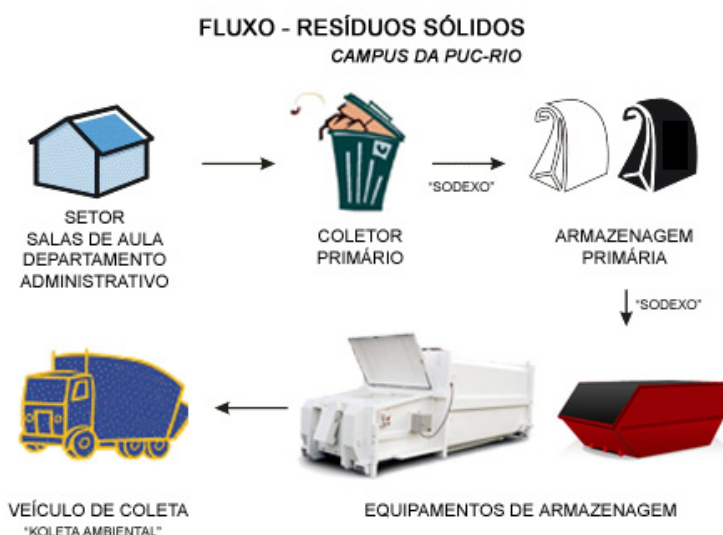 FLUXO - RESÍDUOS SÓLIDOS
CAMPUS DA PUC-RIO
SETOR
SALAS DE AULA
DEPARTAMENTO
ADMINISTRATIVO
COLETOR
PRIMÁRIO
"SODEXO"
ARMAZENAGEM
PRIMÁRIA
"SODEXO"
EQUIPAMENTOS DE ARMAZENAGEM
VEÍCULO DE COLETA
"KOLETA AMBIENTAL"